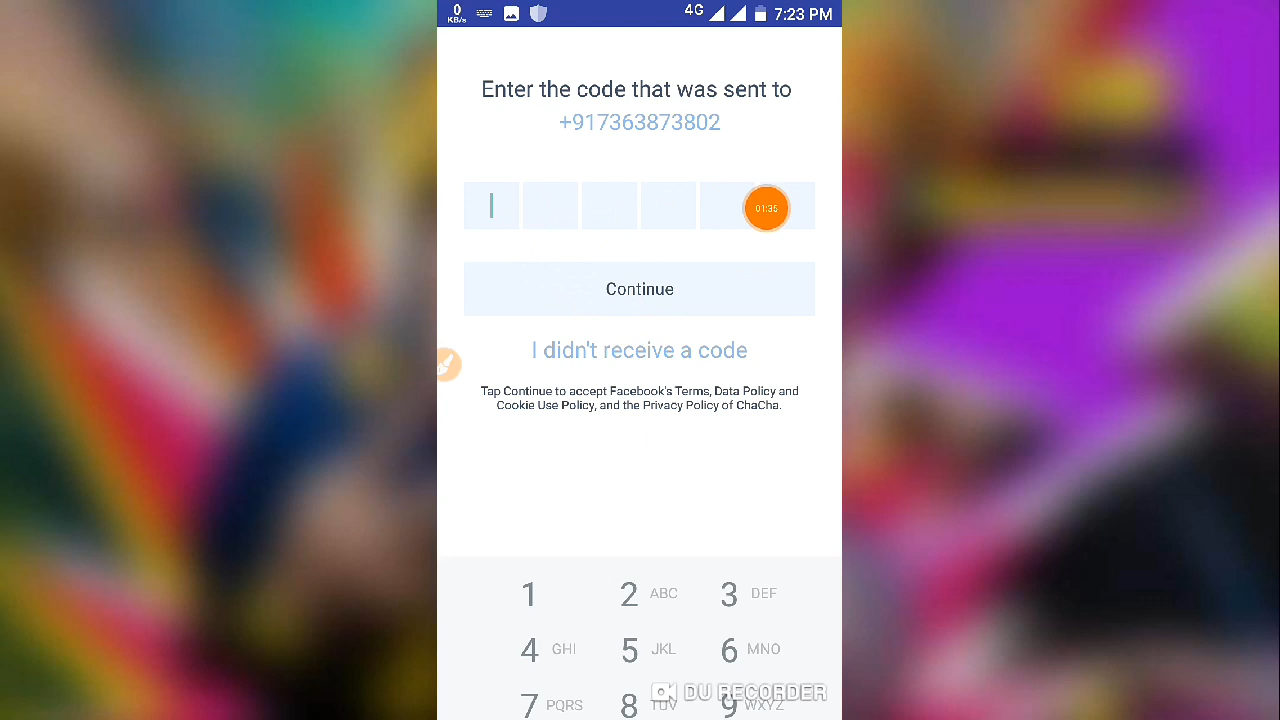 0
KB/s
4G
7:23 PM
Enter the code that was sent to
+917363873802
01:35
Continue
I didn't receive a code
Tap Continue to accept Facebook's Terms, Data Policy and
Cookie Use Policy, and the Privacy Policy of ChaCha.
1
2 ABC
3 DEF
4 GHI
5 JKL
6 MNO
7 PQRS
8 TUV
9 WXYZ
DU RECORDER